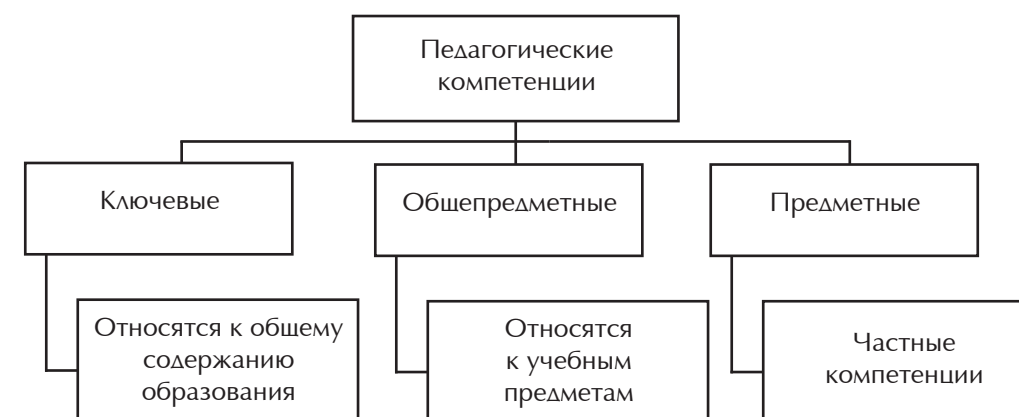 Педагогические
компетенции
Ключевые
Общепредметные
Предметные
Относятся к общему
содержанию
образования
Относятся
к учебным
предметам
Частные
компетенции